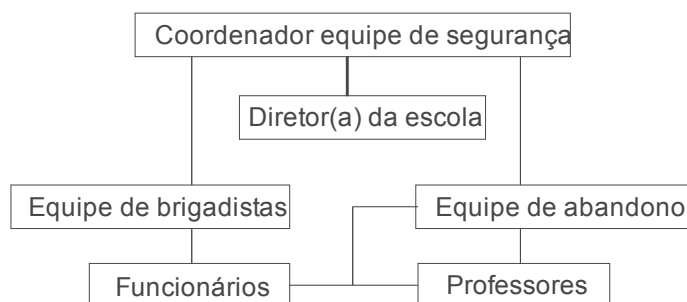 Coordenador equipe de segurança
Diretor(a) da escola
Equipe de brigadistas
Equipe de abandono
Funcionários
Professores